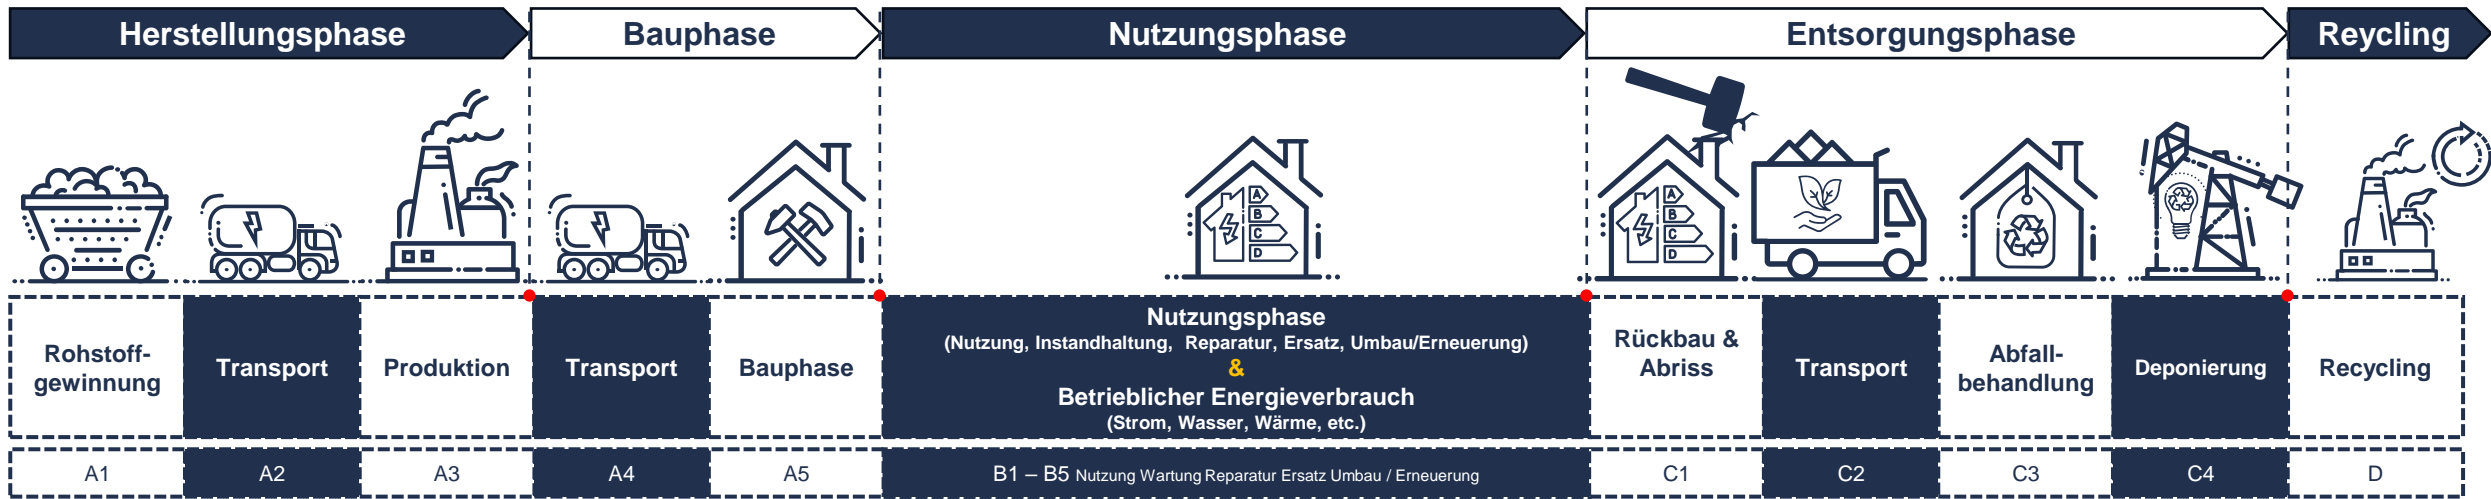 Herstellungsphase
Bauphase
Nutzungsphase
Entsorgungsphase
Reycling
A
B
C
D
A
B
C
D
Rohstoff-
gewinnung
Transport
Produktion
Transport
Bauphase
Nutzungsphase
(Nutzung, Instandhaltung, Reparatur, Ersatz, Umbau/Erneuerung)
&
Betrieblicher Energieverbrauch
(Strom, Wasser, Wärme, etc.)
Rückbau &
Abriss
Transport
Abfall-
behandlung
Deponierung
Recycling
A1
A2
A3
A4
A5
B1 – B5 Nutzung Wartung Reparatur Ersatz Umbau / Erneuerung
C1
C2
C3
C4
D